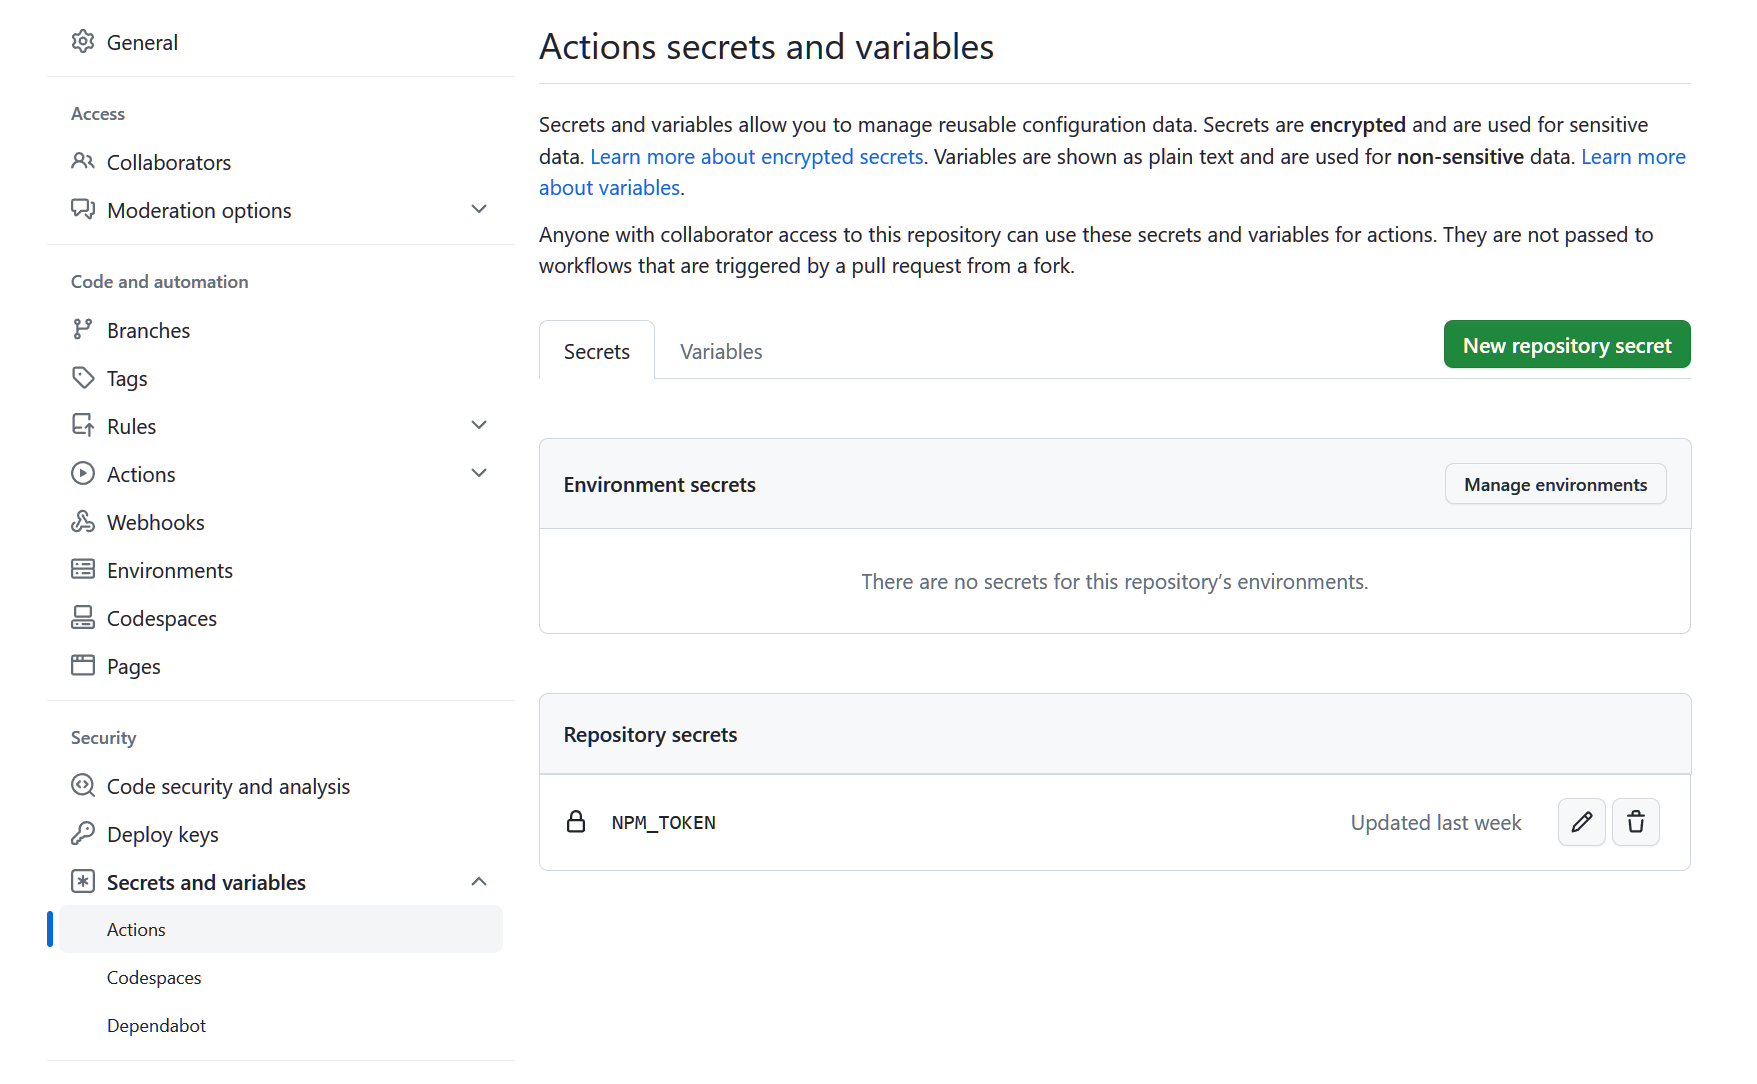 General
Access
Collaborators
Moderation options
Code and automation
Branches
Tags
Rules
Actions
Webhooks
Environments
Codespaces
Pages
Security
Code security and analysis
Deploy keys
Secrets and variables
Actions
Codespaces
Dependabot
Actions secrets and variables
Secrets and variables allow you to manage reusable configuration data. Secrets are encrypted and are used for sensitive
data. Learn more about encrypted secrets. Variables are shown as plain text and are used for non-sensitive data. Learn more
about variables.
Anyone with collaborator access to this repository can use these secrets and variables for actions. They are not passed to
workflows that are triggered by a pull request from a fork.
Secrets
Variables
New repository secret
Environment secrets
Manage environments
There are no secrets for this repository’s environments.
Repository secrets
NPM_TOKEN
Updated last week